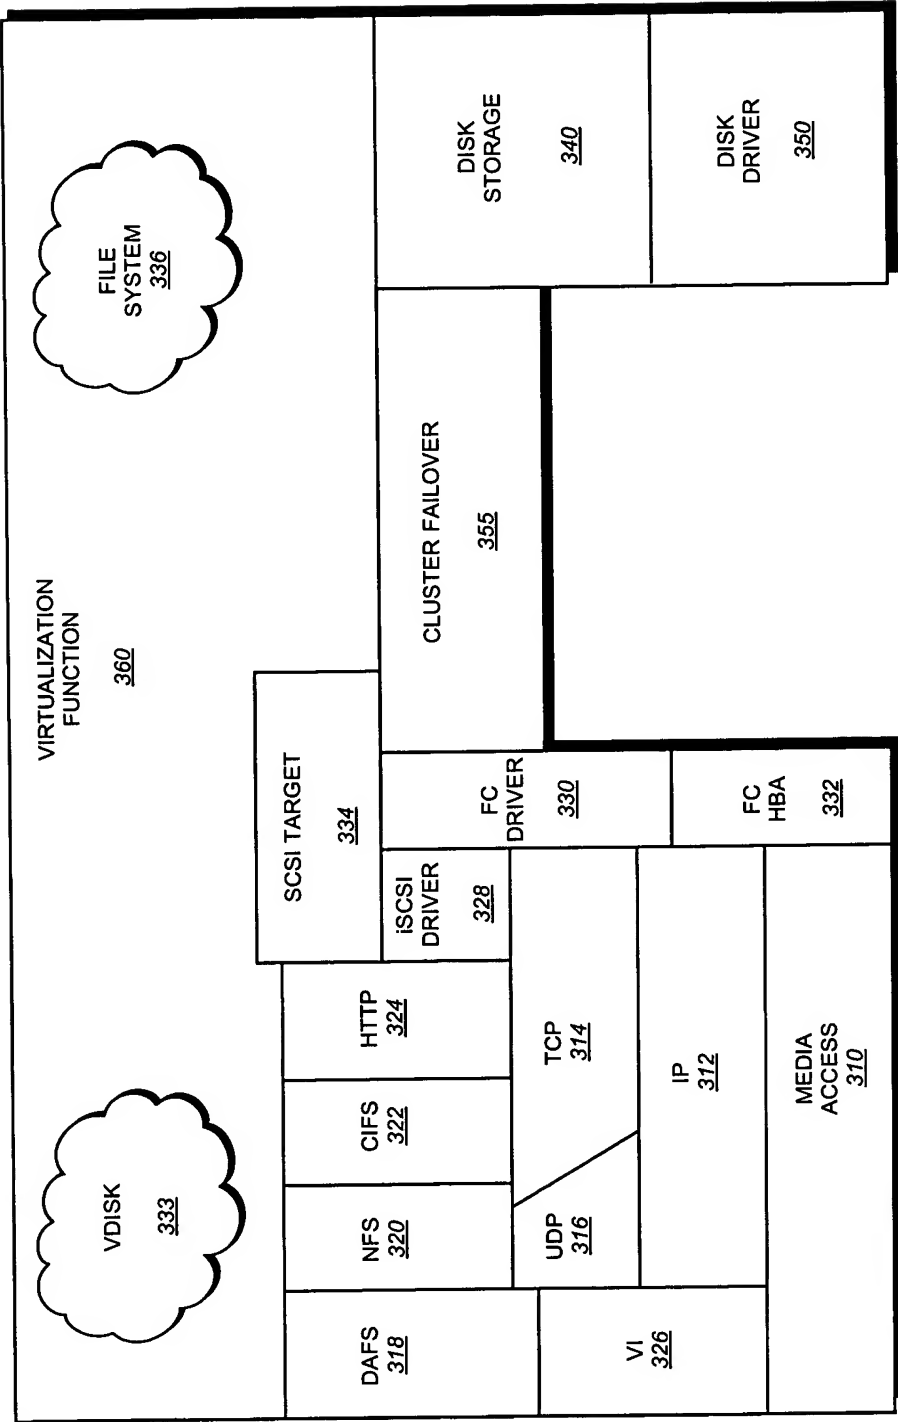 VIRTUALIZATION
FUNCTION
360
VDISK
333
FILE
SYSTEM
336
SCSI TARGET
334
DAFS
318
NFS
320
CIFS
322
HTTP
324
iSCSI
DRIVER
328
FC
DRIVER
330
CLUSTER FAILOVER
355
DISK
STORAGE
340
VI
326
UDP
316
TCP
314
IP
312
MEDIA
ACCESS
310
FC
HBA
332
DISK
DRIVER
350